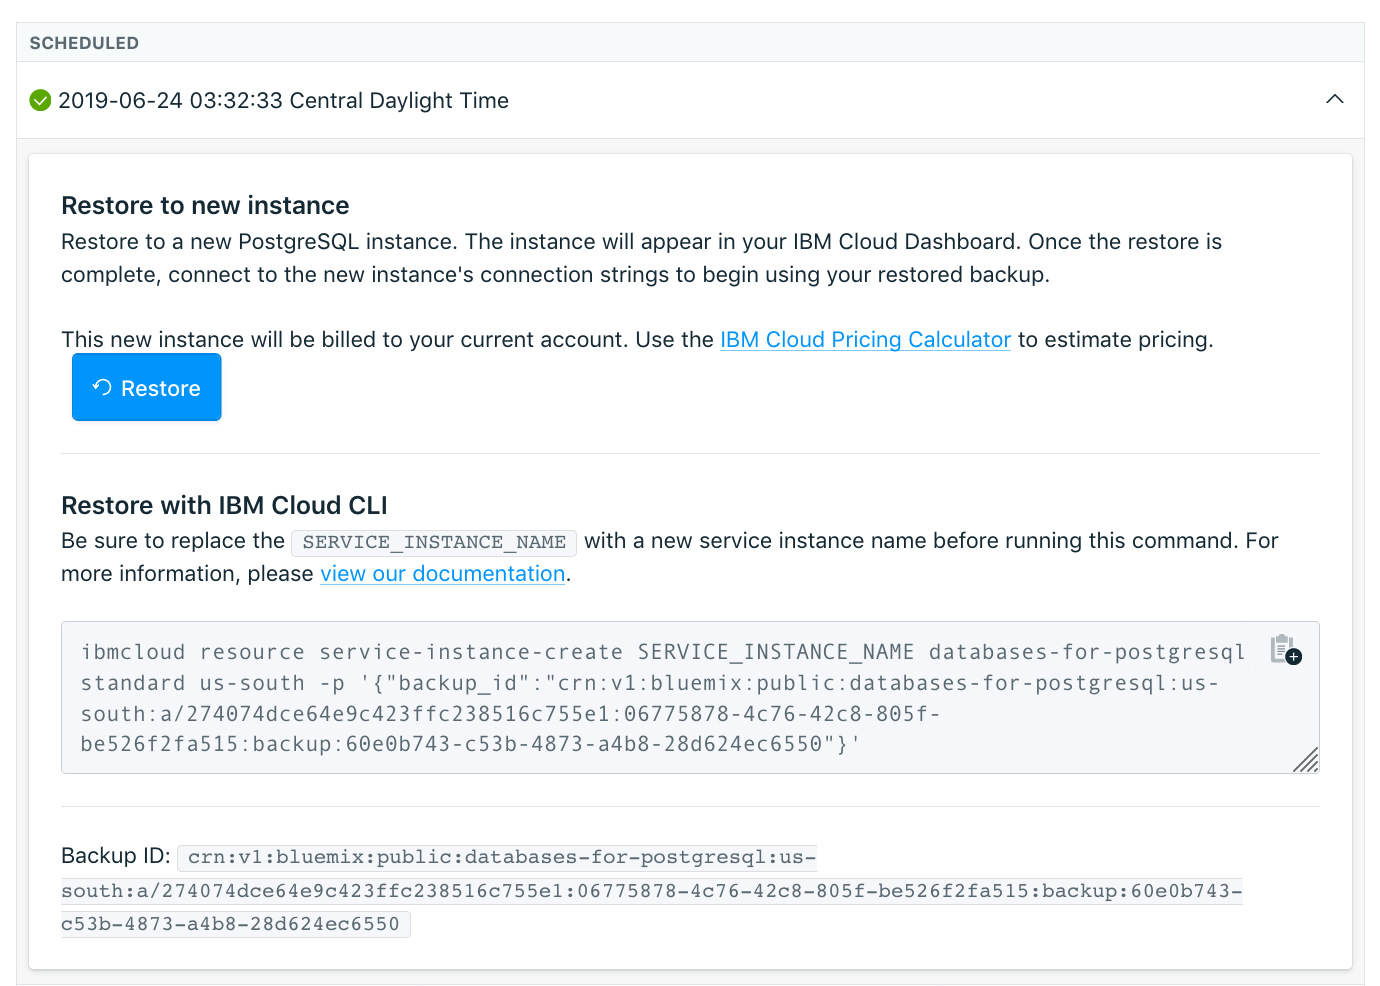 SCHEDULED
2019-06-24 03:32:33 Central Daylight Time
Restore to new instance
Restore to a new PostgreSQL instance. The instance will appear in your IBM Cloud Dashboard. Once the restore is
complete, connect to the new instance's connection strings to begin using your restored backup.
This new instance will be billed to your current account. Use the IBM Cloud Pricing Calculator to estimate pricing.
Restore
Restore with IBM Cloud CLI
Be sure to replace the SERVICE_INSTANCE_NAME with a new service instance name before running this command. For
more information, please view our documentation.
ibmcloud resource service-instance-create SERVICE_INSTANCE_NAME databases-for-postgresql
standard us-south -p '{"backup_id":"crn:v1:bluemix:public:databases-for-postgresql:us-
south:a/274074dce64e9c423ffc238516c755e1:06775878-4c76-42c8-805f-
be526f2fa515:backup:60e0b743-c53b-4873-a4b8-28d624ec6550"}'
Backup ID: crn:v1:bluemix:public:databases-for-postgresql:us-
south:a/274074dce64e9c423ffc238516c755e1:06775878-4c76-42c8-805f-be526f2fa515:backup:60e0b743-
c53b-4873-a4b8-28d624ec6550